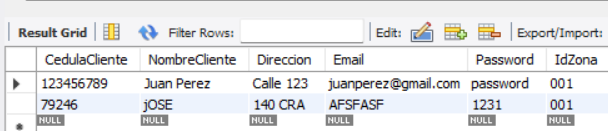 Result Grid Filter Rows: Edit: Export/Import:
CedulaCliente NombreCliente Direccion Email Password IdZona
123456789 Juan Perez Calle 123 juanperez@gmail.com password 001
79246 jOSE 140 CRA AFSFASF 1231 001
NULL NULL NULL NULL NULL NULL